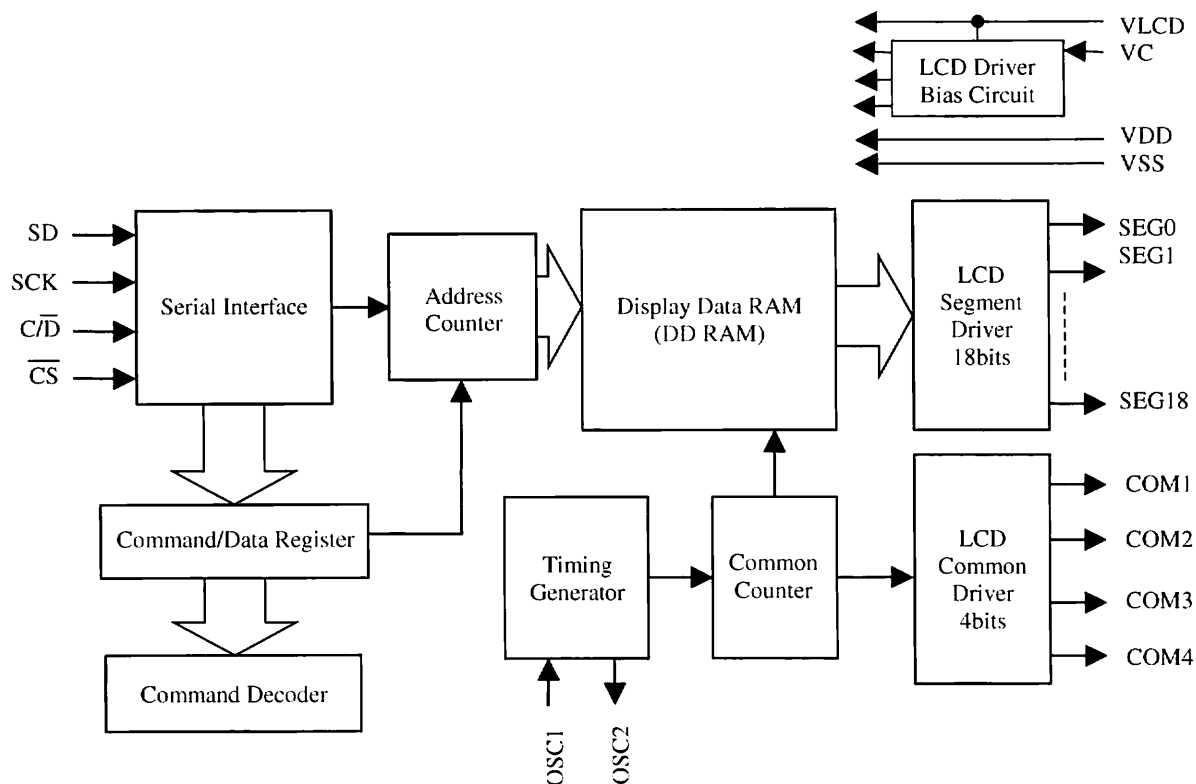 VLCD
VC
LCD Driver
Bias Circuit
VDD
VSS
SD
SCK
C/D̅
C̅S̅
Serial Interface
Address
Counter
Display Data RAM
(DD RAM)
LCD
Segment
Driver
18bits
SEG0
SEG1
SEG18
Command/Data Register
Command Decoder
Timing
Generator
Common
Counter
LCD
Common
Driver
4bits
COM1
COM2
COM3
COM4
OSC1
OSC2